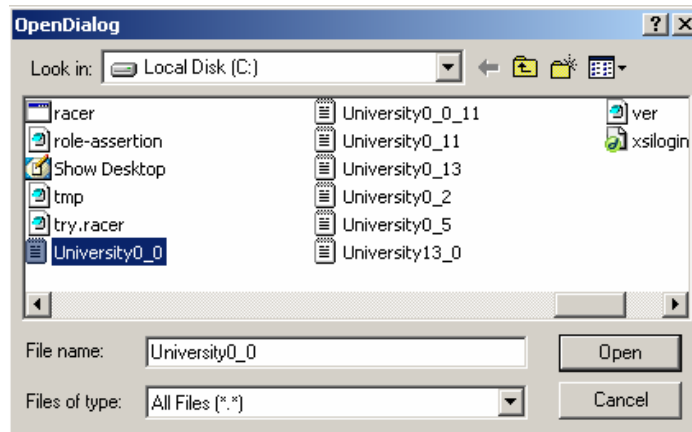 OpenDialog
Look in: Local Disk (C:)
racer
role-assertion
Show Desktop
tmp
try.racer
University0_0
University0_0_11
University0_11
University0_13
University0_2
University0_5
University13_0
ver
xsilogin
File name: University0_0 Open
Files of type: All Files (*.*) Cancel